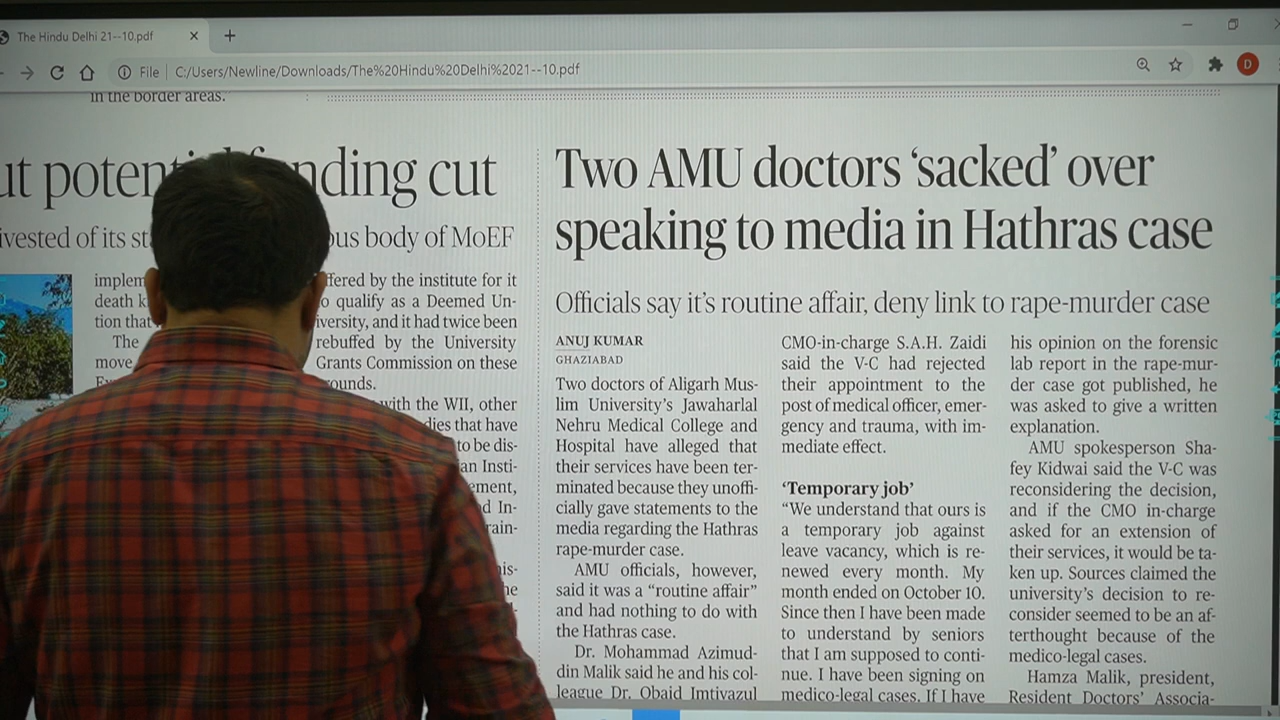 The Hindu Delhi 21--10.pdf
File
C:/Users/Newline/Downloads/The%20Hindu%20Delhi%2021--10.pdf
D
in the border areas.
cut
body of MoEF
implem
death k
tion that
The
move
fered by the institute for it
qualify as a Deemed Un-
iversity, and it had twice been
rebuffed by the University
Grants Commission on these
with the WII, other
dies that have
to be dis-
an Insti-
ement,
In-
Two AMU doctors ‘sacked’ over
speaking to media in Hathras case
Officials say it’s routine affair, deny link to rape-murder case
ANUJ KUMAR
GHAZIABAD
Two doctors of Aligarh Mus-
lim University’s Jawaharlal
Nehru Medical College and
Hospital have alleged that
their services have been ter-
minated because they unoffi-
cially gave statements to the
media regarding the Hathras
rape-murder case.
AMU officials, however,
said it was a “routine affair”
and had nothing to do with
the Hathras case.
Dr. Mohammad Azimud-
din Malik said he and his col-
league Dr. Obaid Imtiyazul
CMO-in-charge S.A.H. Zaidi
said the V-C had rejected
their appointment to the
post of medical officer, emer-
gency and trauma, with im-
mediate effect.
‘Temporary job’
“We understand that ours is
a temporary job against
leave vacancy, which is re-
newed every month. My
month ended on October 10.
Since then I have been made
to understand by seniors
that I am supposed to conti-
nue. I have been signing on
medico-legal cases. If I have
his opinion on the forensic
lab report in the rape-mur-
der case got published, he
was asked to give a written
explanation.
AMU spokesperson Sha-
fey Kidwai said the V-C was
reconsidering the decision,
and if the CMO in-charge
asked for an extension of
their services, it would be ta-
ken up. Sources claimed the
university’s decision to re-
consider seemed to be an af-
terthought because of the
medico-legal cases.
Hamza Malik, president,
Resident Doctors’ Associa-